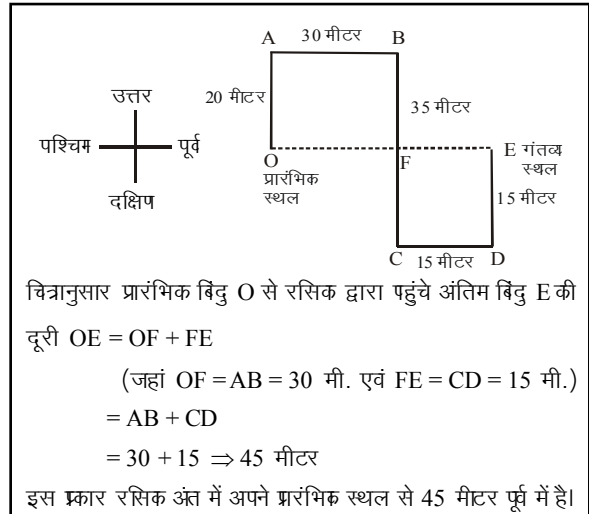 A 30 मीटर B
उत्तर
पश्चिम पूर्व
दक्षिण
20 मीटर
35 मीटर
O F E गंतव्य स्थल
प्रारंभिक स्थल
15 मीटर
C 15 मीटर D
चित्रानुसार प्रारंभिक बिंदु O से रसिक द्वारा पहुंचे अंतिम बिंदु E की
दूरी OE = OF + FE
(जहां OF = AB = 30 मी. एवं FE = CD = 15 मी.)
= AB + CD
= 30 + 15 ⇒ 45 मीटर
इस प्रकार रसिक अंत में अपने प्रारंभिक स्थल से 45 मीटर पूर्व में है।